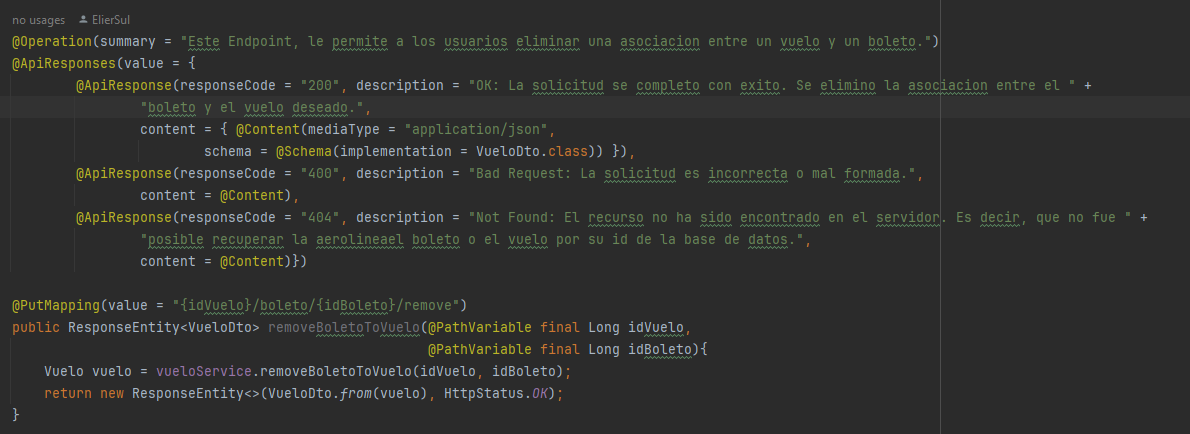 no usages ElierSul
@Operation(summary = "Este Endpoint, le permite a los usuarios eliminar una asociacion entre un vuelo y un boleto.")
@ApiResponses(value = {
@ApiResponse(responseCode = "200", description = "OK: La solicitud se completo con exito. Se elimino la asociacion entre el " +
"boleto y el vuelo deseado.",
content = { @Content(mediaType = "application/json",
schema = @Schema(implementation = VueloDto.class)) }),
@ApiResponse(responseCode = "400", description = "Bad Request: La solicitud es incorrecta o mal formada.",
content = @Content),
@ApiResponse(responseCode = "404", description = "Not Found: El recurso no ha sido encontrado en el servidor. Es decir, que no fue " +
"posible recuperar la aerolineael boleto o el vuelo por su id de la base de datos.",
content = @Content)})
@PutMapping(value = "{idVuelo}/boleto/{idBoleto}/remove")
public ResponseEntity<VueloDto> removeBoletoToVuelo(@PathVariable final Long idVuelo,
@PathVariable final Long idBoleto){
Vuelo vuelo = vueloService.removeBoletoToVuelo(idVuelo, idBoleto);
return new ResponseEntity<>(VueloDto.from(vuelo), HttpStatus.OK);
}